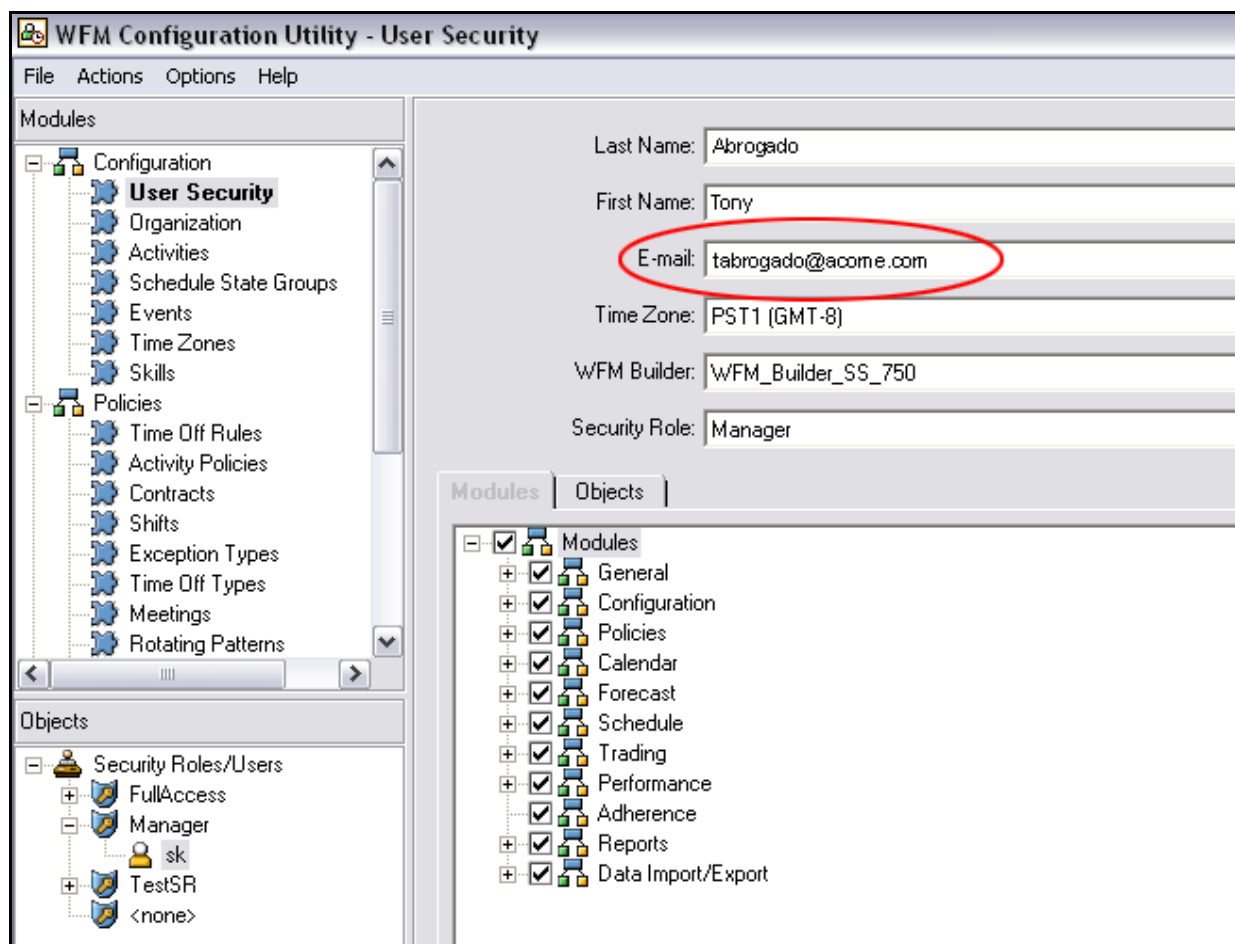 WFM Configuration Utility - User Security
File Actions Options Help
Modules
Configuration
User Security
Organization
Activities
Schedule State Groups
Events
Time Zones
Skills
Policies
Time Off Rules
Activity Policies
Contracts
Shifts
Exception Types
Time Off Types
Meetings
Rotating Patterns
Objects
Security Roles/Users
FullAccess
Manager
sk
TestSR
<none>
Last Name: Abrogado
First Name: Tony
E-mail: tabrogado@acome.com
Time Zone: PST1 (GMT-8)
WFM Builder: WFM_Builder_SS_750
Security Role: Manager
Modules Objects
Modules
General
Configuration
Policies
Calendar
Forecast
Schedule
Trading
Performance
Adherence
Reports
Data Import/Export